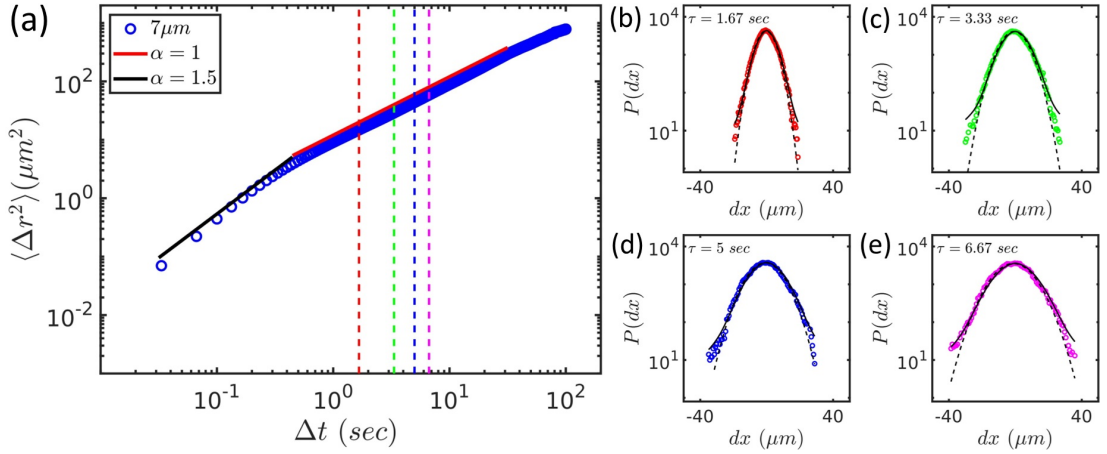 (a)
⟨Δr²⟩(μm²)
10²
10⁰
10⁻²
7μm
α = 1
α = 1.5
10⁻¹
10⁰
10¹
10²
Δt (sec)
(b)
τ = 1.67 sec
P(dx)
10⁴
10¹
-40
40
dx (μm)
(c)
τ = 3.33 sec
P(dx)
10⁴
10¹
-40
40
dx (μm)
(d)
τ = 5 sec
P(dx)
10⁴
10¹
-40
40
dx (μm)
(e)
τ = 6.67 sec
P(dx)
10⁴
10¹
-40
40
dx (μm)